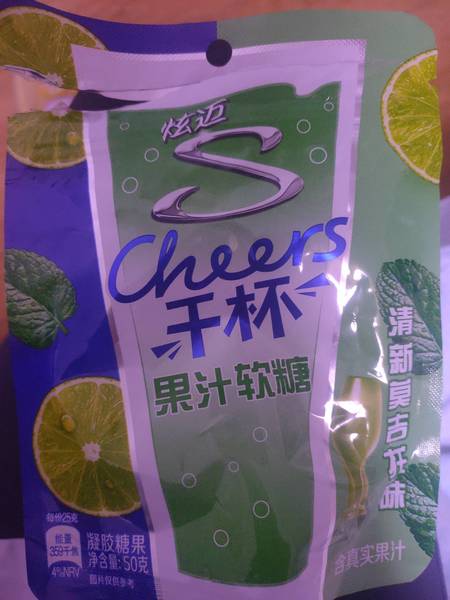 炫迈
S
Cheers
干杯
果汁软糖
清新莫吉托味
每份25克
能量
359千焦
4%NRV
凝胶糖果
净含量:50克
图片仅供参考
含真实果汁